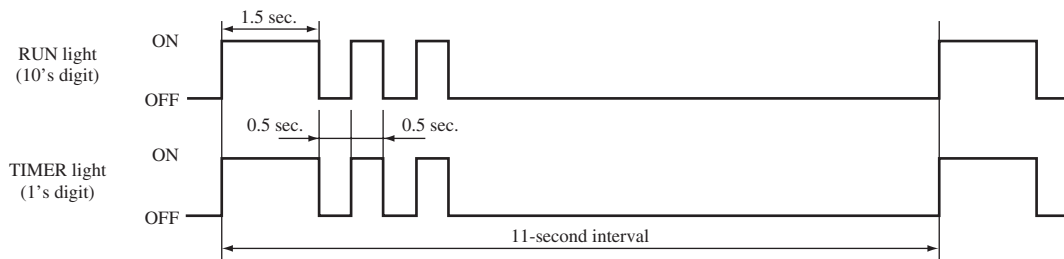 1.5 sec.
ON
RUN light
(10's digit)
OFF
0.5 sec.
0.5 sec.
ON
TIMER light
(1's digit)
OFF
11-second interval